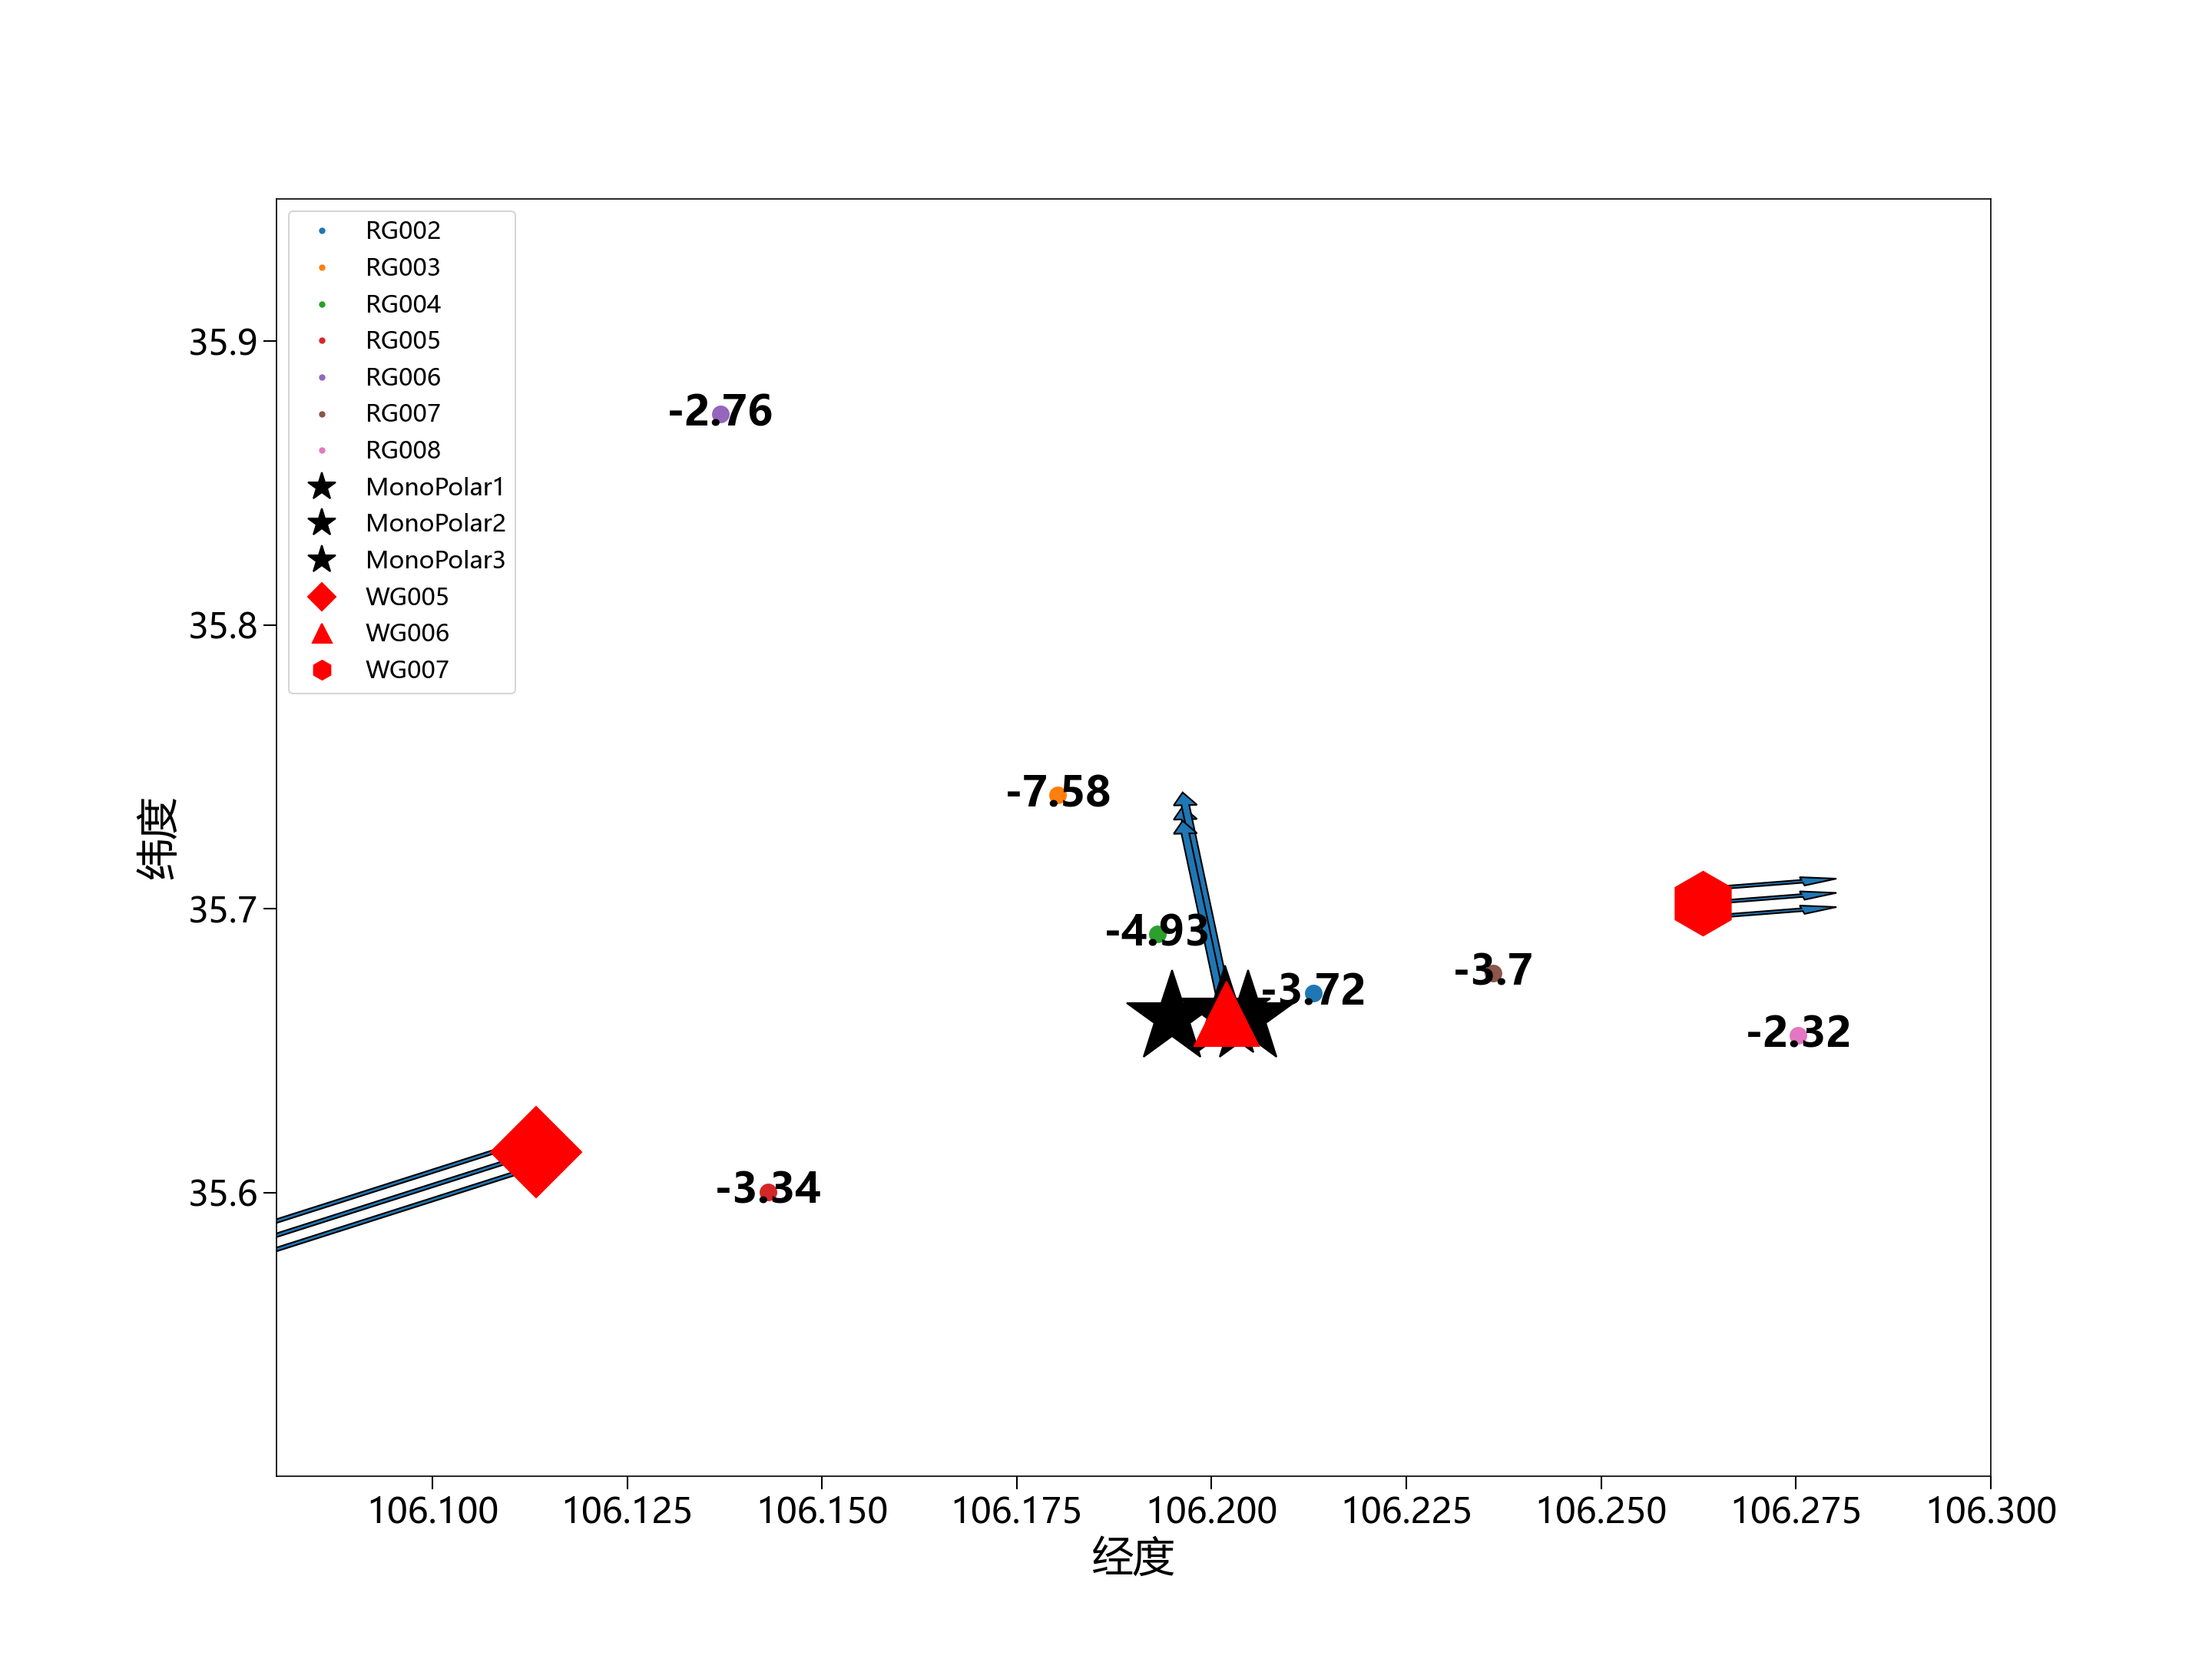 RG002
RG003
RG004
RG005
RG006
RG007
RG008
MonoPolar1
MonoPolar2
MonoPolar3
WG005
WG006
WG007
35.9
35.8
35.7
35.6
纬度
-2.76
-7.58
-4.93
-3.72
-3.7
-2.32
-3.34
106.100
106.125
106.150
106.175
106.200
106.225
106.250
106.275
106.300
经度